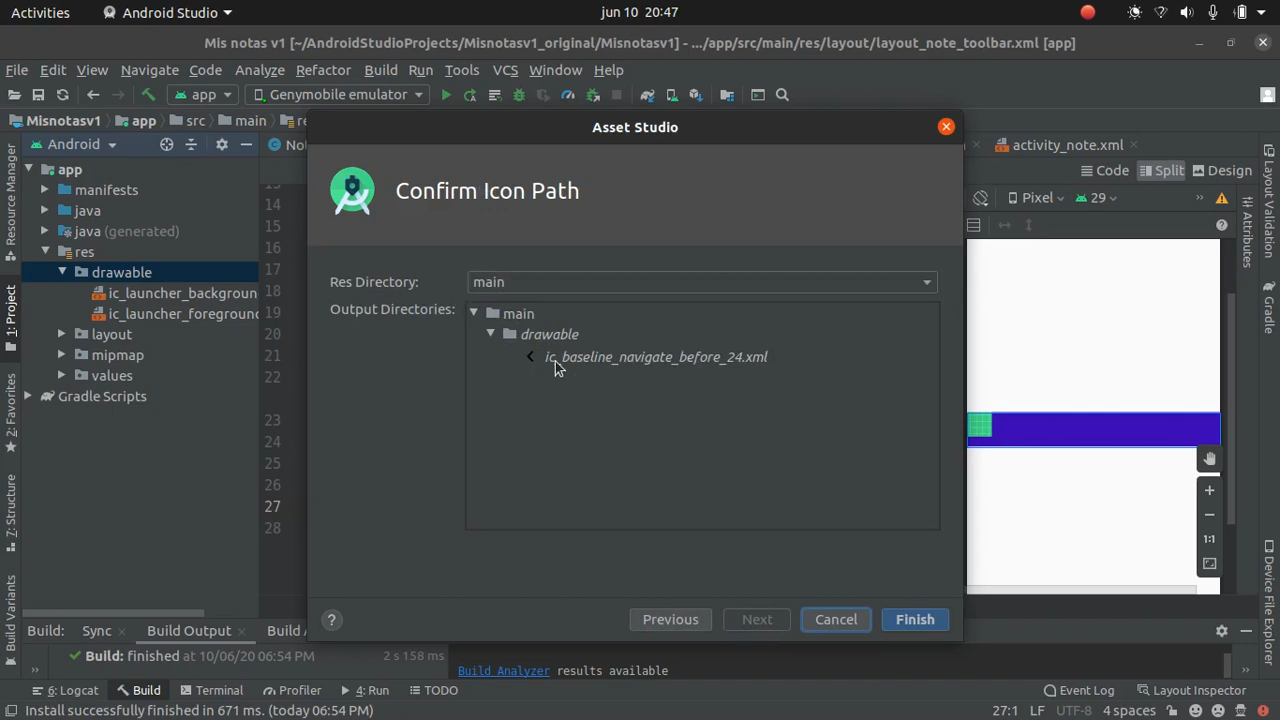 Activities
Android Studio
jun 10 20:47
Mis notas v1 [~/AndroidStudioProjects/Misnotasv1_original/Misnotasv1] - .../app/src/main/res/layout/layout_note_toolbar.xml [app]
File Edit View Navigate Code Analyze Refactor Build Run Tools VCS Window Help
app Genymobile emulator
Misnotasv1 app src main
Asset Studio
Android
activity_note.xml
Confirm Icon Path
Code Split Design
Pixel 29
app
manifests
java
java (generated)
res
drawable
ic_launcher_backgroun
ic_launcher_foreground
layout
mipmap
values
Gradle Scripts
14
15
16
17
18
19
20
21
22
23
24
25
26
27
28
Res Directory: main
Output Directories:
main
drawable
ic_baseline_navigate_before_24.xml
? Previous Next Cancel Finish
Resource Manager
1: Project
2: Favorites
7: Structure
Build Variants
Attributes
Gradle
Device File Explorer
1:1
Build: Sync Build Output
Build: finished at 10/06/20 06:54 PM 2 s 158 ms
Build Analyzer results available
6: Logcat Build Terminal Profiler 4: Run TODO Event Log Layout Inspector
Install successfully finished in 671 ms. (today 06:54 PM) 27:1 LF UTF-8 4 spaces